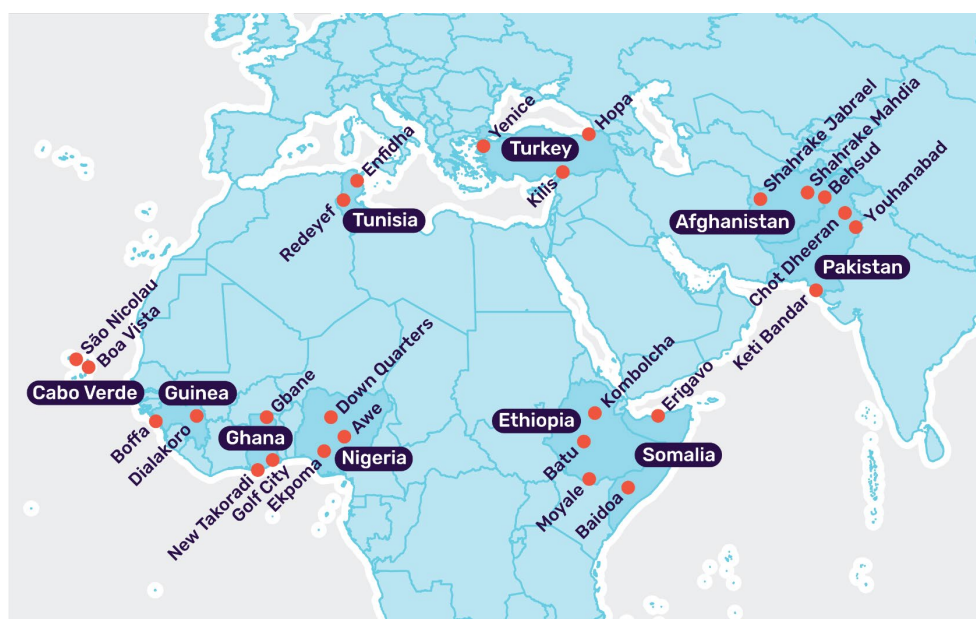 Hopa
Yenice
Turkey
Kilis
Enfidha
Redeyef
Tunisia
Shahrake Jabrael
Shahrake Mahdia
Behsud
Youhanabad
Afghanistan
Chot Dheeran
Pakistan
Keti Bandar
São Nicolau
Boa Vista
Cabo Verde
Guinea
Boffa
Dialakoro
Gbane
Ghana
New Takoradi
Golf City
Down Quarters
Awe
Ekpoma
Nigeria
Kombolcha
Ethiopia
Batu
Moyale
Erigavo
Somalia
Baidoa